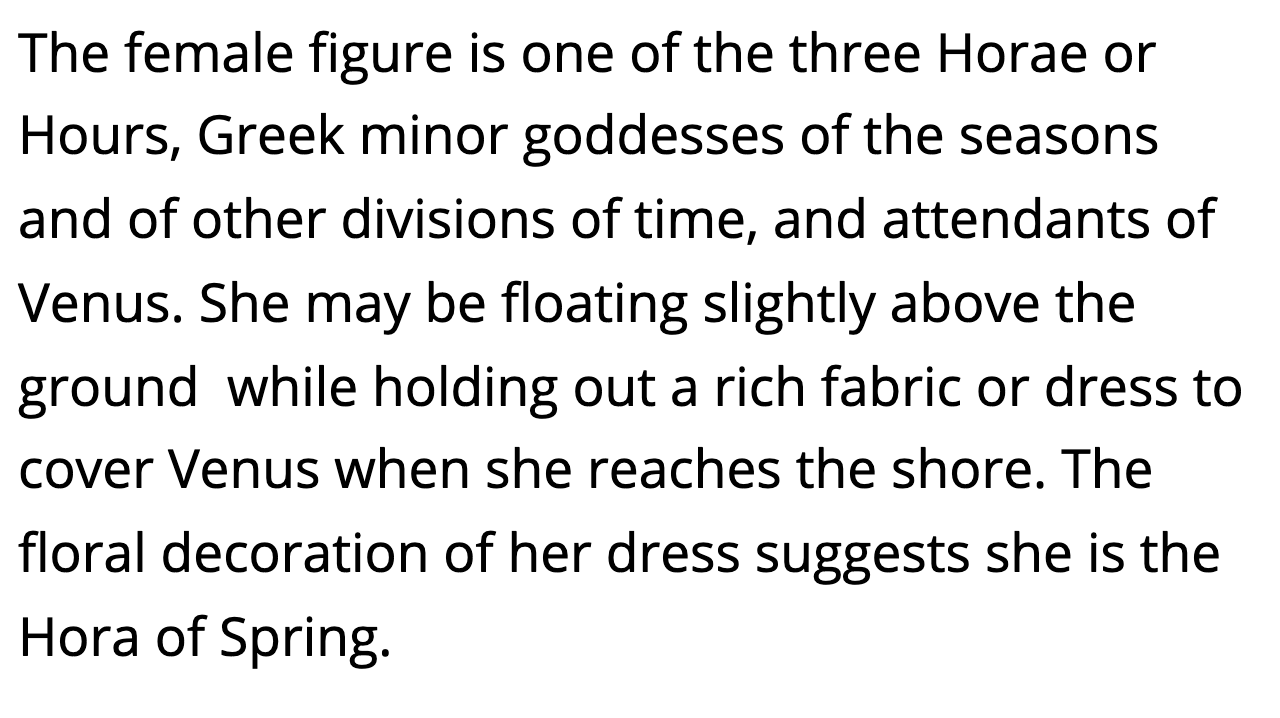 The female figure is one of the three Horae or
Hours, Greek minor goddesses of the seasons
and of other divisions of time, and attendants of
Venus. She may be floating slightly above the
ground  while holding out a rich fabric or dress to
cover Venus when she reaches the shore. The
floral decoration of her dress suggests she is the
Hora of Spring.